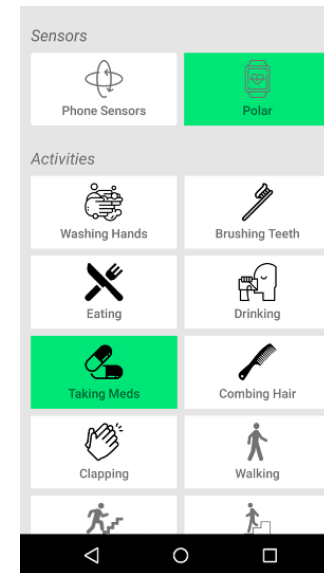 Sensors
Phone Sensors
Polar
Activities
Washing Hands
Brushing Teeth
Eating
Drinking
Taking Meds
Combing Hair
Clapping
Walking